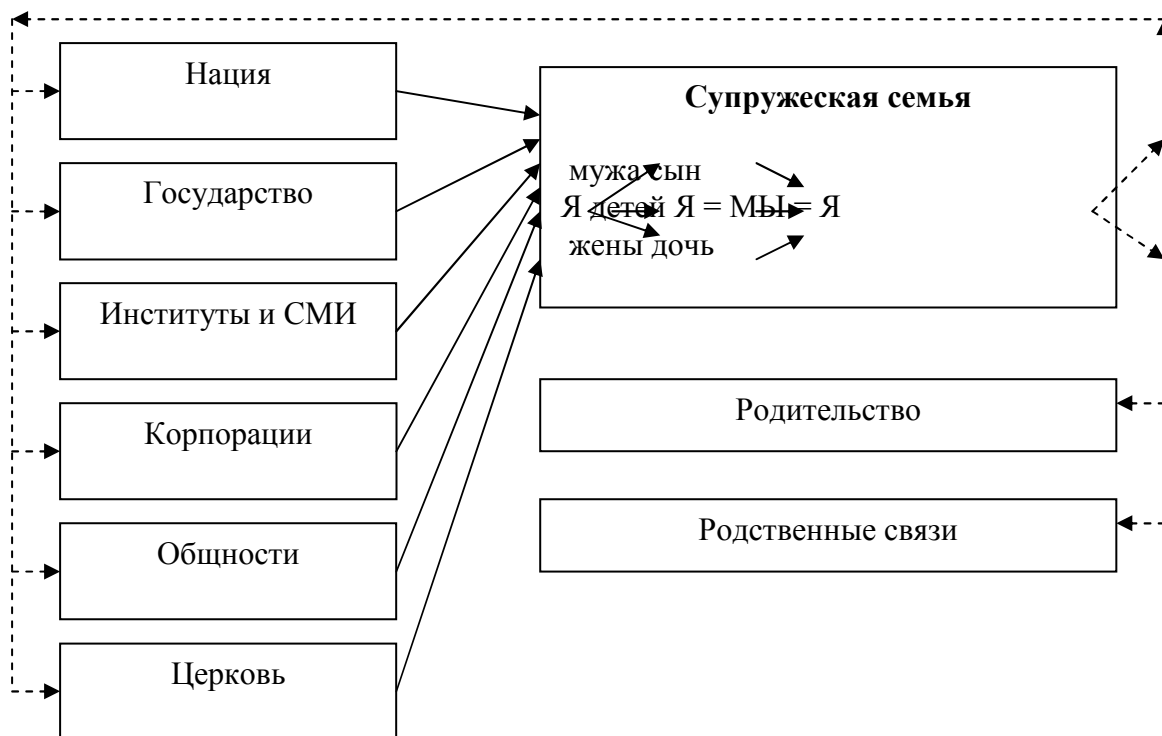 Нация
Государство
Институты и СМИ
Корпорации
Общности
Церковь
Супружеская семья
мужа сын
Я детей Я = МЫ = Я
жены дочь
Родительство
Родственные связи